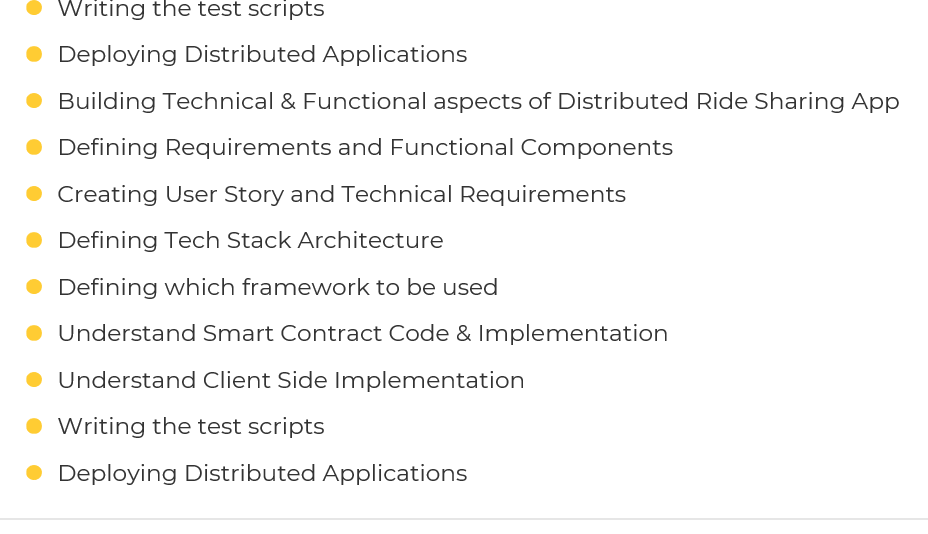 Writing the test scripts
Deploying Distributed Applications
Building Technical & Functional aspects of Distributed Ride Sharing App
Defining Requirements and Functional Components
Creating User Story and Technical Requirements
Defining Tech Stack Architecture
Defining which framework to be used
Understand Smart Contract Code & Implementation
Understand Client Side Implementation
Writing the test scripts
Deploying Distributed Applications